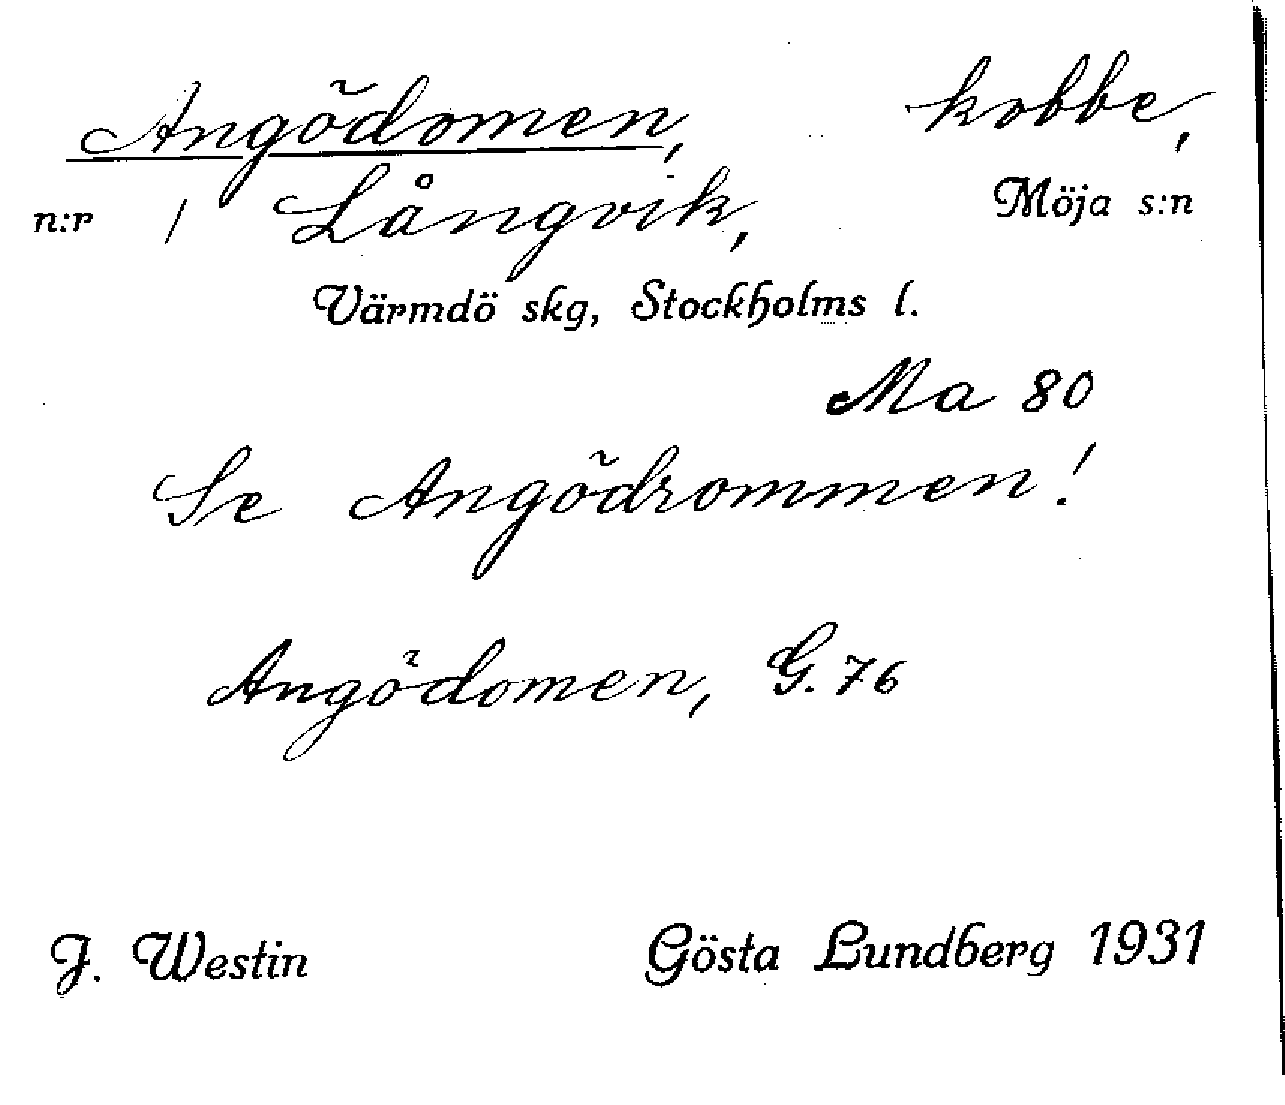 Angödomen, kobbe,
n:r 1 Långvik, Möja s:n
Värmdö skg, Stockholms l.
Ma 80
Se Angödrommen!
Angödomen, G. 76
J. Westin Gösta Lundberg 1931